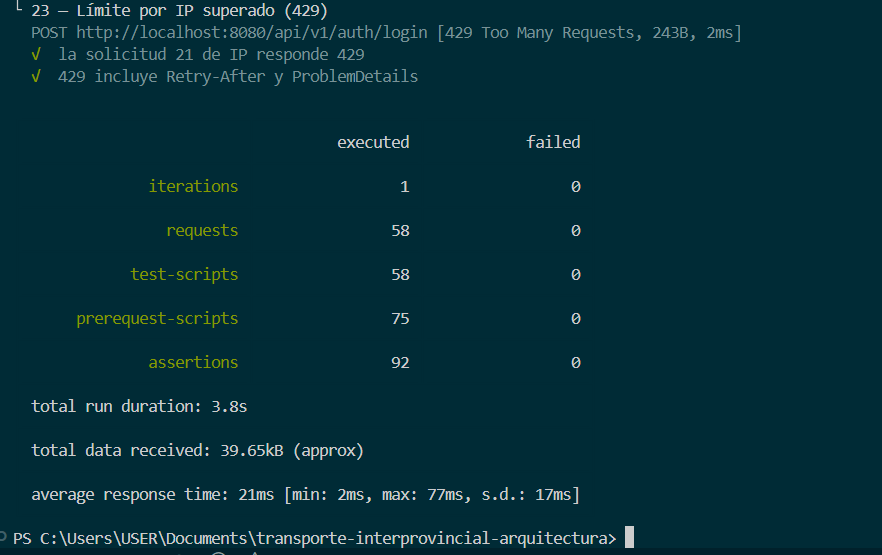 └ 23 — Límite por IP superado (429)
POST http://localhost:8080/api/v1/auth/login [429 Too Many Requests, 243B, 2ms]
√ la solicitud 21 de IP responde 429
√ 429 incluye Retry-After y ProblemDetails
executed failed
iterations 1 0
requests 58 0
test-scripts 58 0
prerequest-scripts 75 0
assertions 92 0
total run duration: 3.8s
total data received: 39.65kB (approx)
average response time: 21ms [min: 2ms, max: 77ms, s.d.: 17ms]
PS C:\Users\USER\Documents\transporte-interprovincial-arquitectura>